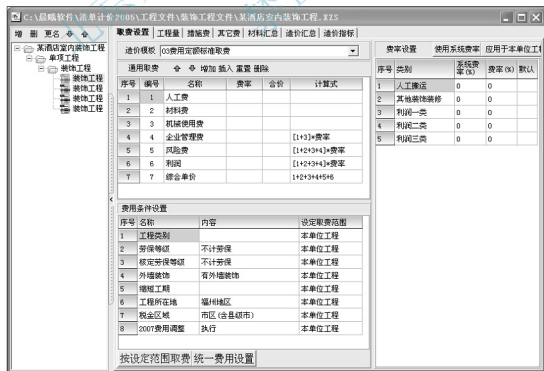 C:\晨曦软件\清单计价2005\工程文件\装饰工程文件\某酒店室内装饰工程.XZS
增 删 更名
某酒店室内装饰工程
单项工程
装饰工程
装饰工程
装饰工程
装饰工程
装饰工程
取费设置 工程量 措施费 其它费 材料汇总 造价汇总 造价指标
造价模板 03费用定额标准取费
通用取费 增加 插入 重置 删除
序号 编号 名称 费率 合价 计算式
1 1 人工费
2 2 材料费
3 3 机械使用费
4 4 企业管理费 [1+3]*费率
5 5 风险费 [1+2+3+4]*费率
6 6 利润 [1+2+3+4]*费率
7 7 综合单价 1+2+3+4+5+6
费用条件设置
序号 名称 内容 设定取费范围
1 工程类别 本单位工程
2 劳保等级 不计劳保 本单位工程
3 核定劳保等级 不计劳保 本单位工程
4 外墙装饰 有外墙装饰 本单位工程
5 缩短工期 本单位工程
6 工程所在地 福州地区 本单位工程
7 税金区域 市区(含县级市) 本单位工程
8 2007费用调整 执行 本单位工程
按设定范围取费 统一费用设置
费率设置 使用系统费率 应用于本单位工
序号 类别 系统费率(%) 费率(%) 默认
1 人工搬运 0 0
2 其他装饰装修 0 0
3 利润一类 0 0
4 利润二类 0 0
5 利润三类 0 0